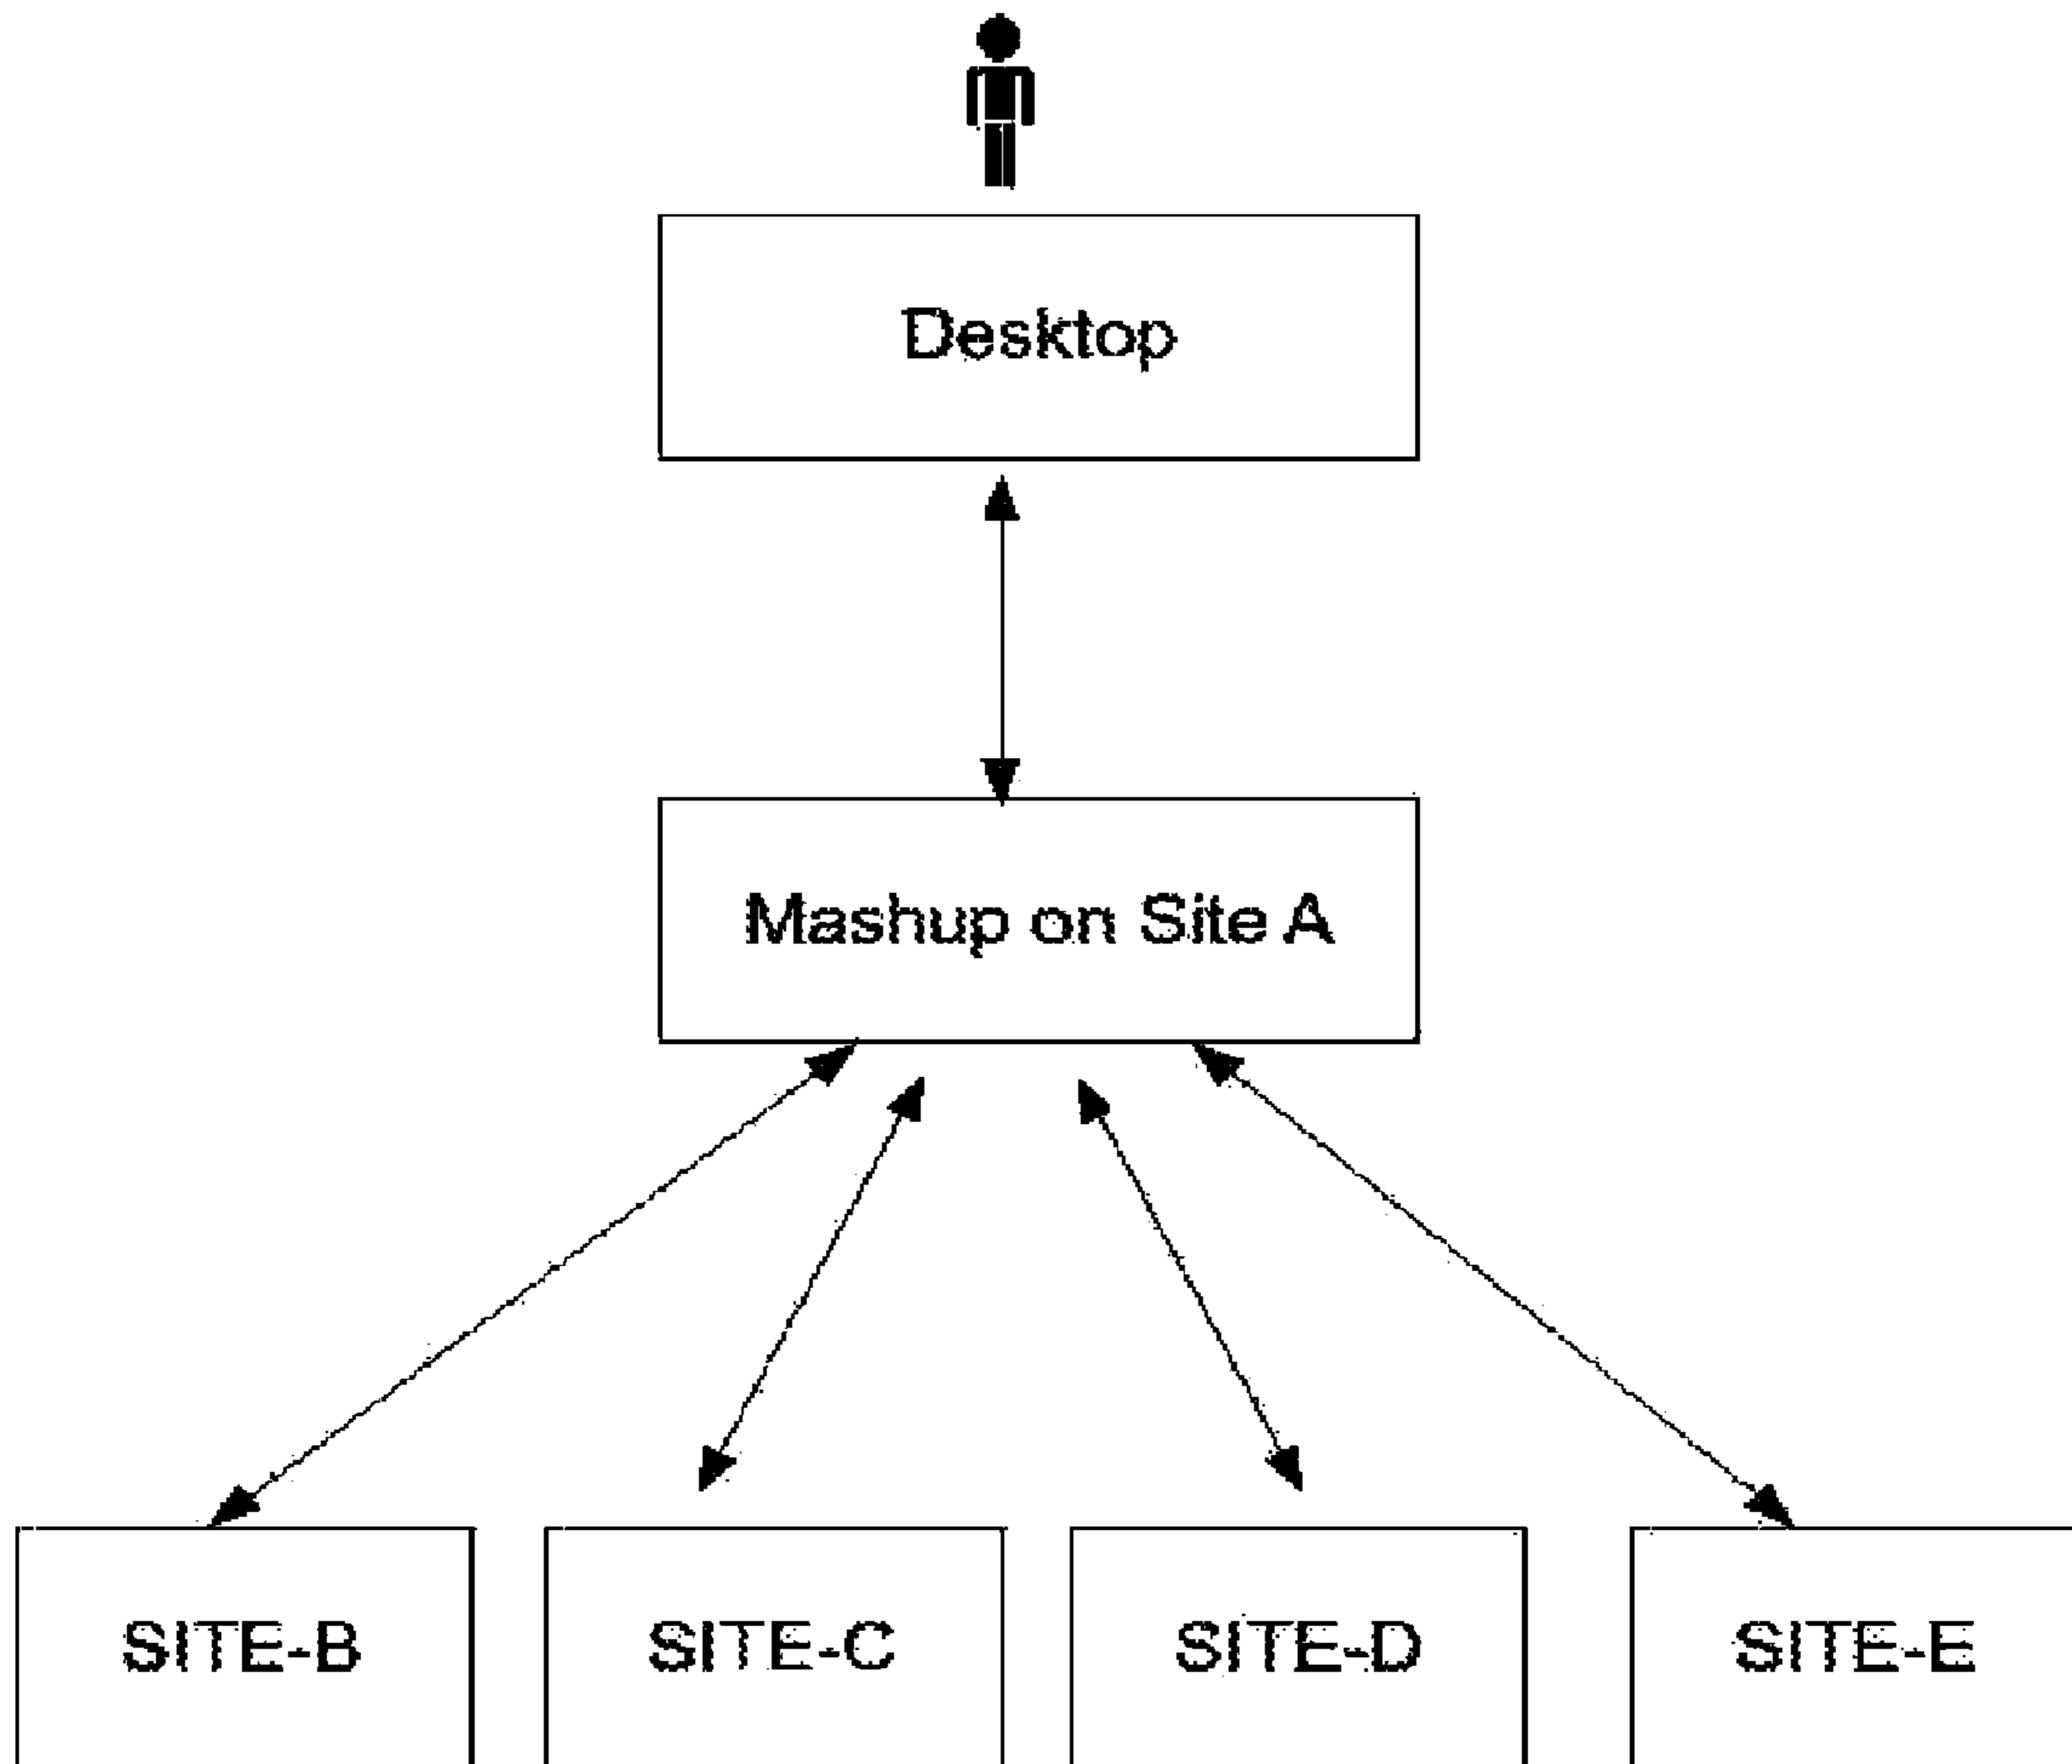 Desktop
Mashup on Site A
SITE-B
SITE-C
SITE-D
SITE-E